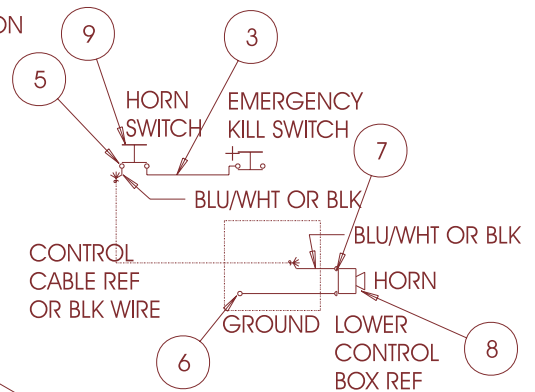 ON
9
3
5
HORN
SWITCH
EMERGENCY
KILL SWITCH
7
BLU/WHT OR BLK
BLU/WHT OR BLK
CONTROL
CABLE REF
OR BLK WIRE
HORN
GROUND
LOWER
CONTROL
BOX REF
6
8